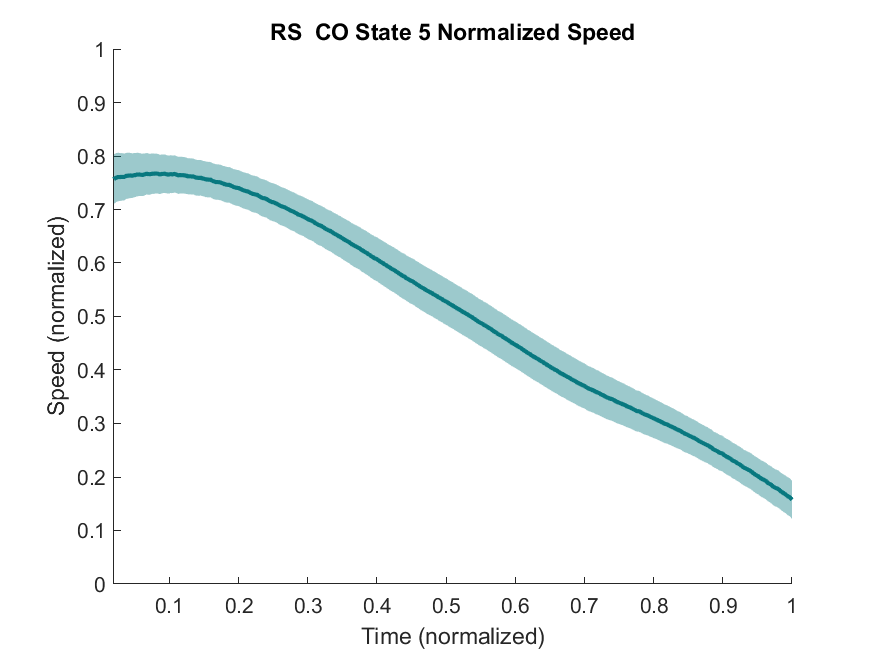 RS  CO State 5 Normalized Speed
1
0.9
0.8
0.7
0.6
0.5
0.4
0.3
0.2
0.1
0
Speed (normalized)
0.1 0.2 0.3 0.4 0.5 0.6 0.7 0.8 0.9 1
Time (normalized)